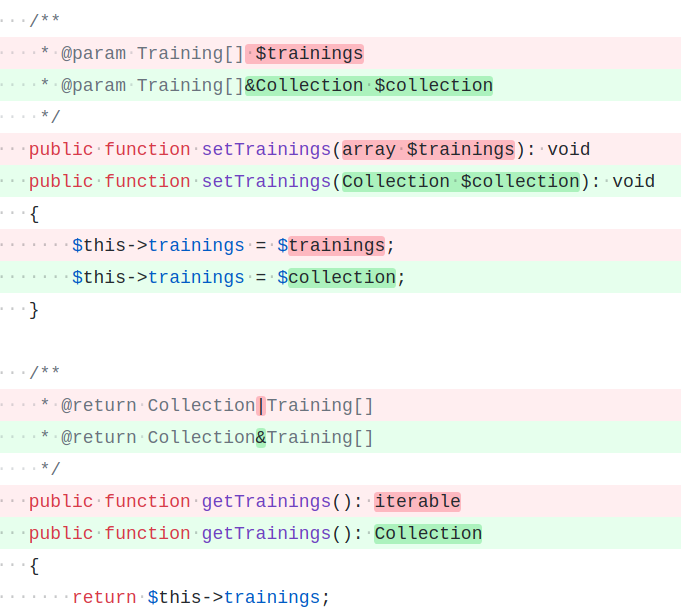 /**
* @param Training[] $trainings
* @param Training[]&Collection $collection
*/
public function setTrainings(array $trainings): void
public function setTrainings(Collection $collection): void
{
$this->trainings = $trainings;
$this->trainings = $collection;
}
/**
* @return Collection|Training[]
* @return Collection&Training[]
*/
public function getTrainings(): iterable
public function getTrainings(): Collection
{
return $this->trainings;